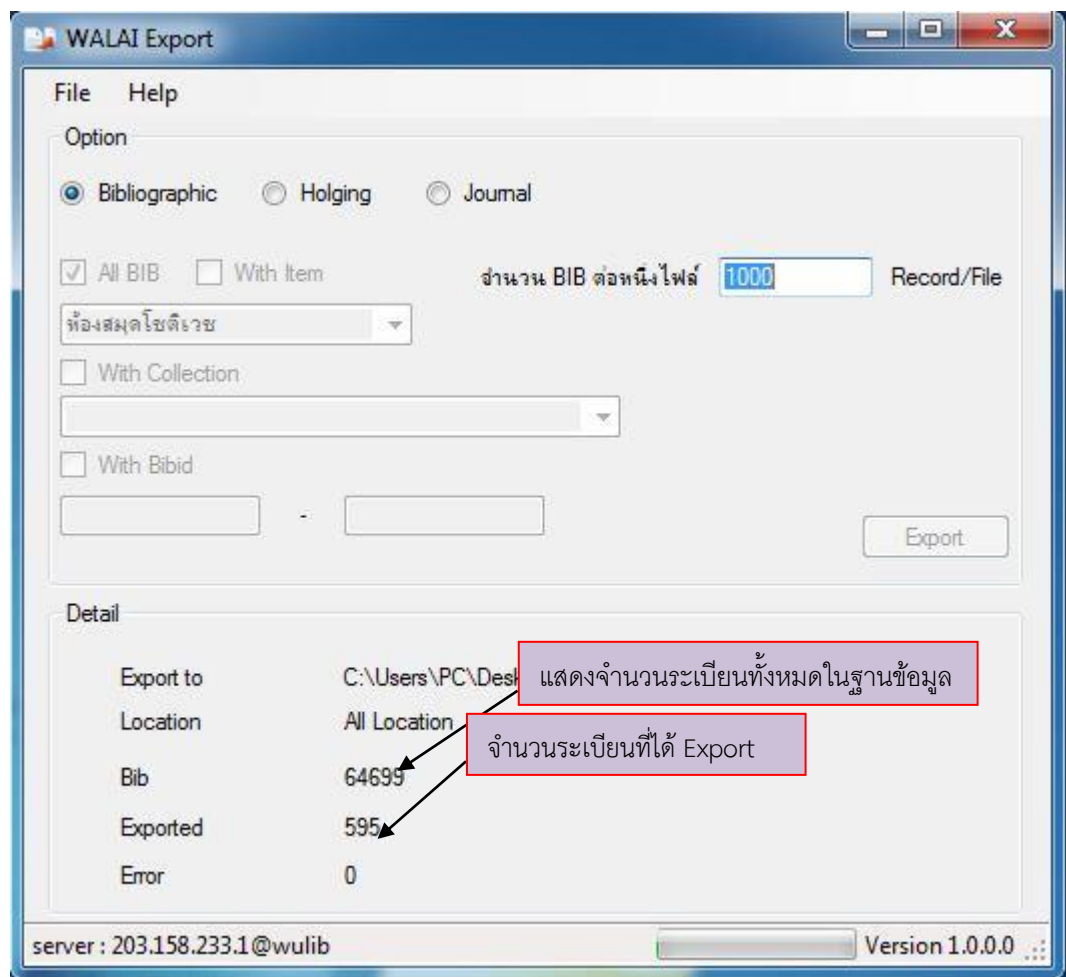 WALAI Export
File Help
Option
Bibliographic Holging Journal
All BIB With Item จำนวน BIB ต่อหนึ่งไฟล์ 1000 Record/File
ห้องสมุดโชติเวช
With Collection
With Bibid
-
Export
Detail
Export to C:\Users\PC\Desk
แสดงจำนวนระเบียนทั้งหมดในฐานข้อมูล
Location All Location
จำนวนระเบียนที่ได้ Export
Bib 64699
Exported 595
Error 0
server : 203.158.233.1@wulib Version 1.0.0.0